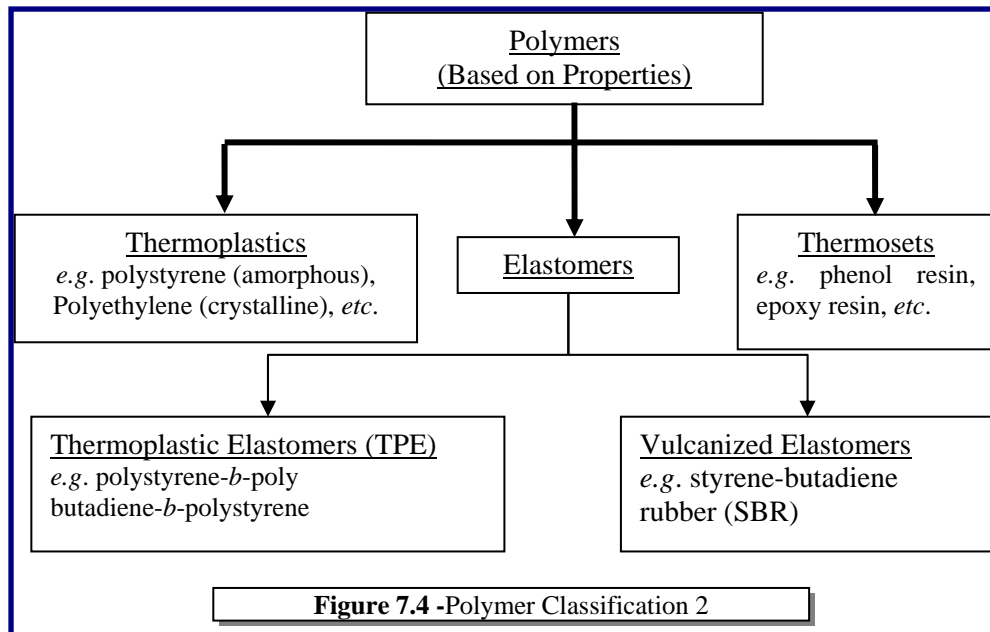 Polymers
(Based on Properties)
Thermoplastics
e.g. polystyrene (amorphous),
Polyethylene (crystalline), etc.
Elastomers
Thermosets
e.g. phenol resin,
epoxy resin, etc.
Thermoplastic Elastomers (TPE)
e.g. polystyrene-b-poly
butadiene-b-polystyrene
Vulcanized Elastomers
e.g. styrene-butadiene
rubber (SBR)
Figure 7.4 -Polymer Classification 2